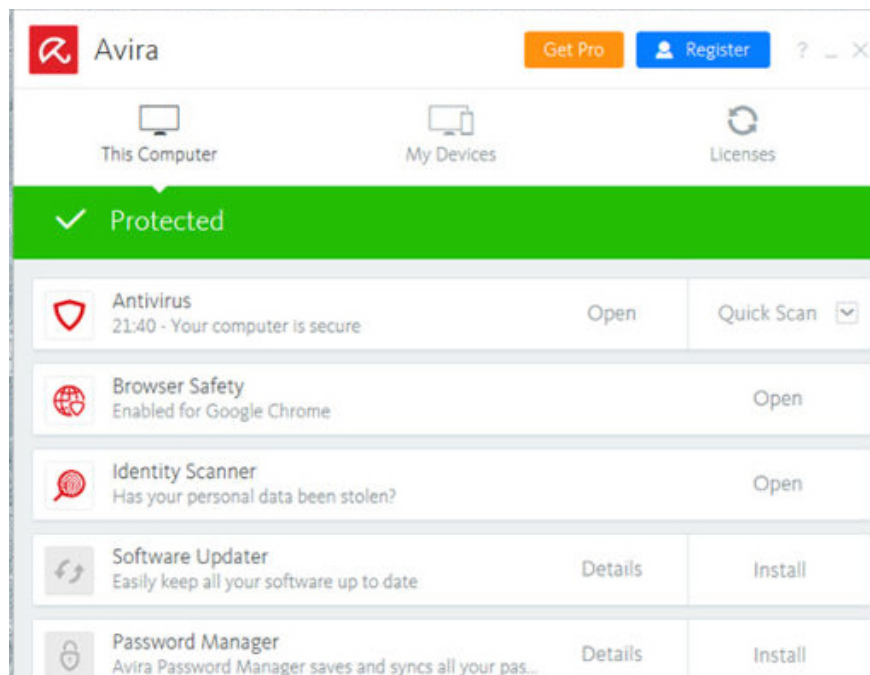 Avira
Get Pro
Register
?
This Computer
My Devices
Licenses
Protected
Antivirus
21:40 - Your computer is secure
Open
Quick Scan
Browser Safety
Enabled for Google Chrome
Open
Identity Scanner
Has your personal data been stolen?
Open
Software Updater
Easily keep all your software up to date
Details
Install
Password Manager
Avira Password Manager saves and syncs all your pas...
Details
Install